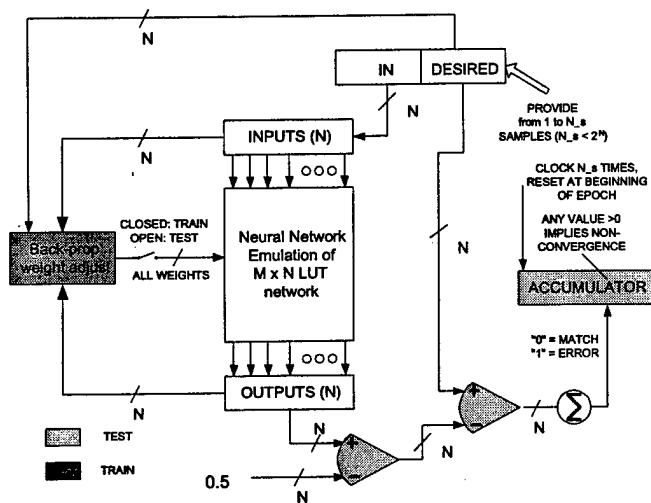 N
IN
DESIRED
N
PROVIDE
from 1 to N_s
SAMPLES (N_s < 2^N)
INPUTS (N)
N
CLOCK N_s TIMES,
RESET AT BEGINNING
OF EPOCH
ANY VALUE >0
IMPLIES NON-
CONVERGENCE
CLOSED: TRAIN
OPEN: TEST
Back-prop
weight adjust
ALL WEIGHTS
Neural Network
Emulation of
M x N LUT
network
N
ACCUMULATOR
"0" = MATCH
"1" = ERROR
OUTPUTS (N)
N
+
−
N
Σ
N
+
−
N
0.5
N
TEST
TRAIN